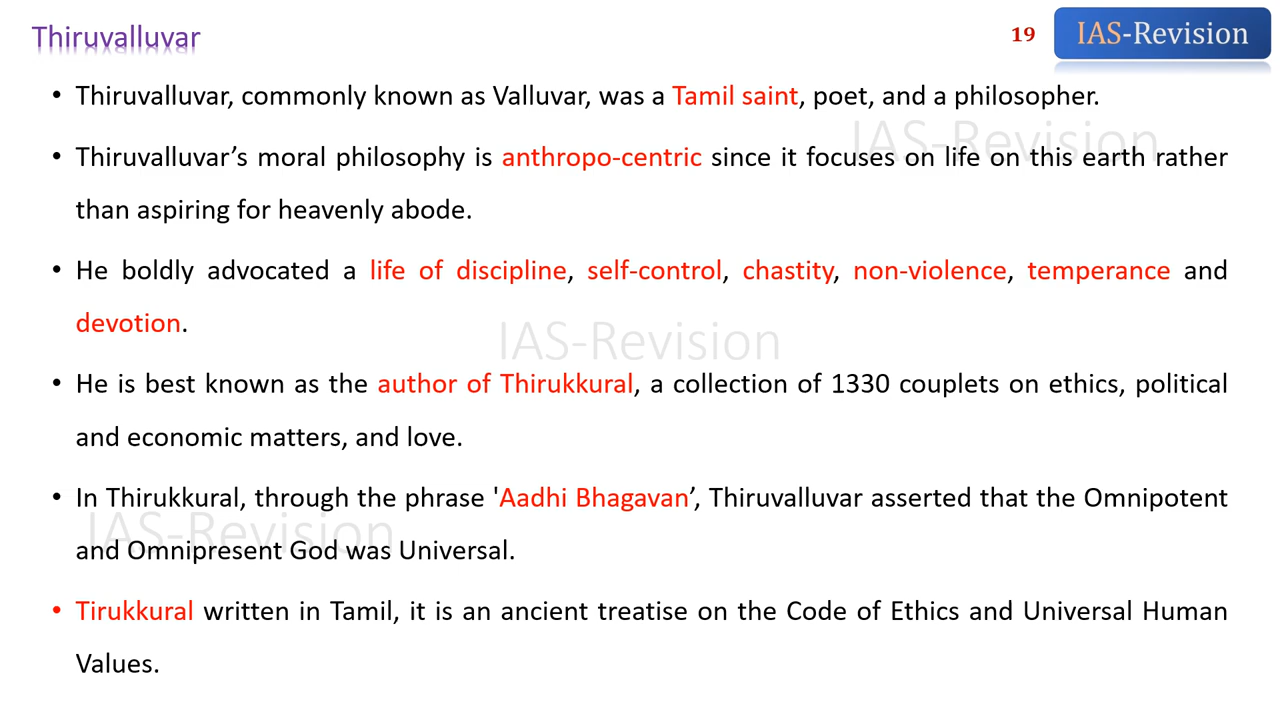 Thiruvalluvar
19
IAS-Revision
• Thiruvalluvar, commonly known as Valluvar, was a Tamil saint, poet, and a philosopher.
IAS-Revision
• Thiruvalluvar’s moral philosophy is anthropo-centric since it focuses on life on this earth rather
than aspiring for heavenly abode.
• He boldly advocated a life of discipline, self-control, chastity, non-violence, temperance and
devotion.
IAS-Revision
• He is best known as the author of Thirukkural, a collection of 1330 couplets on ethics, political
and economic matters, and love.
• In Thirukkural, through the phrase 'Aadhi Bhagavan’, Thiruvalluvar asserted that the Omnipotent
IAS-Revision
and Omnipresent God was Universal.
• Tirukkural written in Tamil, it is an ancient treatise on the Code of Ethics and Universal Human
Values.